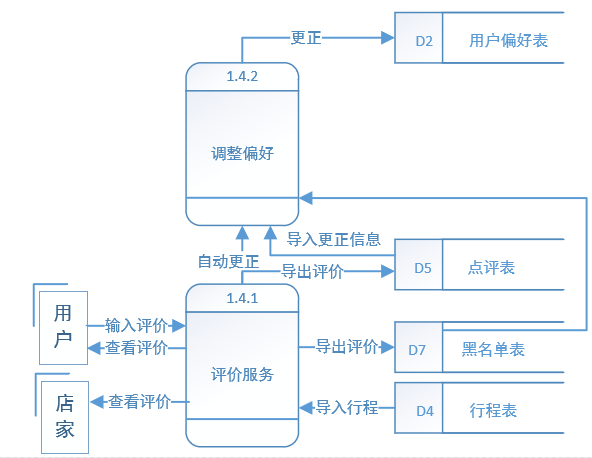 更正
D2 用户偏好表
1.4.2
调整偏好
导入更正信息
自动更正
导出评价
D5 点评表
1.4.1
用户
输入评价
查看评价
评价服务
导出评价
D7 黑名单表
店家
查看评价
导入行程
D4 行程表